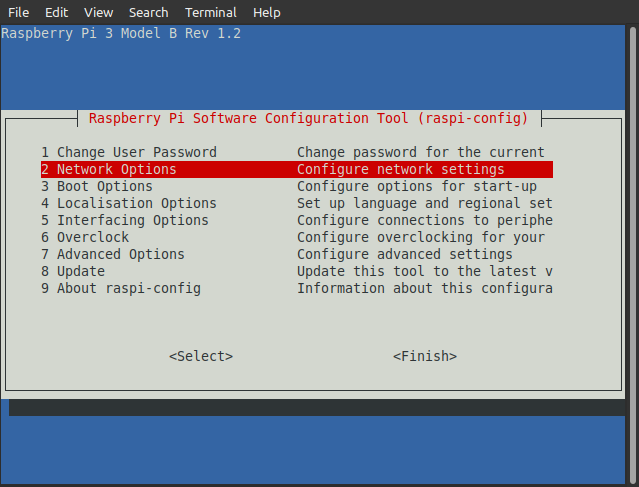 File Edit View Search Terminal Help
Raspberry Pi 3 Model B Rev 1.2
Raspberry Pi Software Configuration Tool (raspi-config)
1 Change User Password Change password for the current
2 Network Options Configure network settings
3 Boot Options Configure options for start-up
4 Localisation Options Set up language and regional set
5 Interfacing Options Configure connections to periphe
6 Overclock Configure overclocking for your
7 Advanced Options Configure advanced settings
8 Update Update this tool to the latest v
9 About raspi-config Information about this configura
<Select> <Finish>